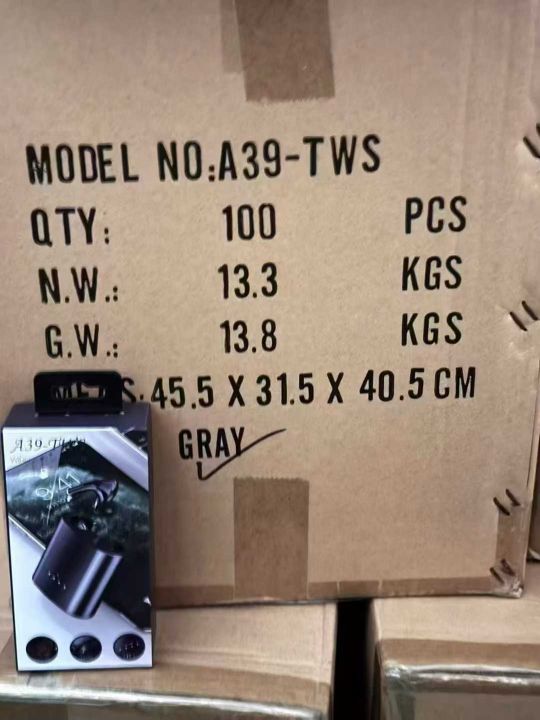 MODEL NO.:A39-TWS
QTY: 100 PCS
N.W.: 13.3 KGS
G.W.: 13.8 KGS
45.5 X 31.5 X 40.5 CM
GRAY